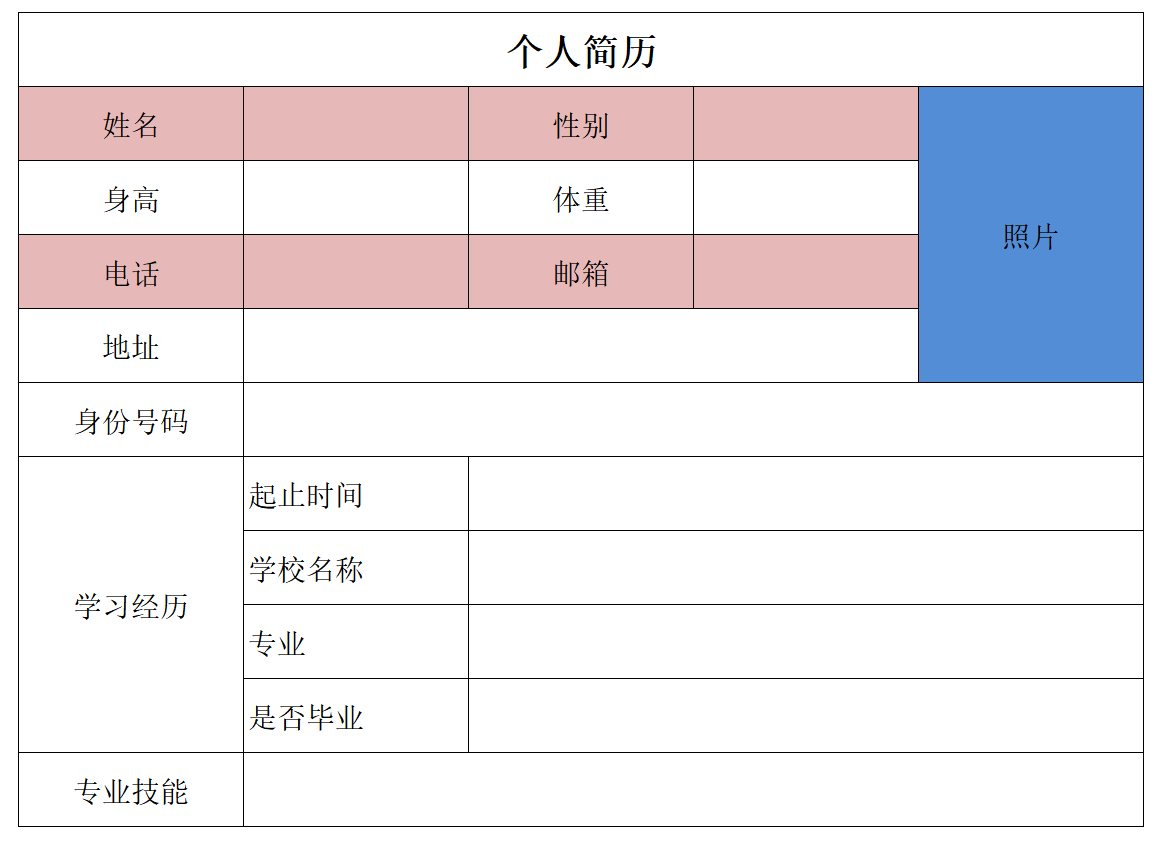 个人简历
姓名 性别
照片
身高 体重
电话 邮箱
地址
身份号码
学习经历
起止时间
学校名称
专业
是否毕业
专业技能